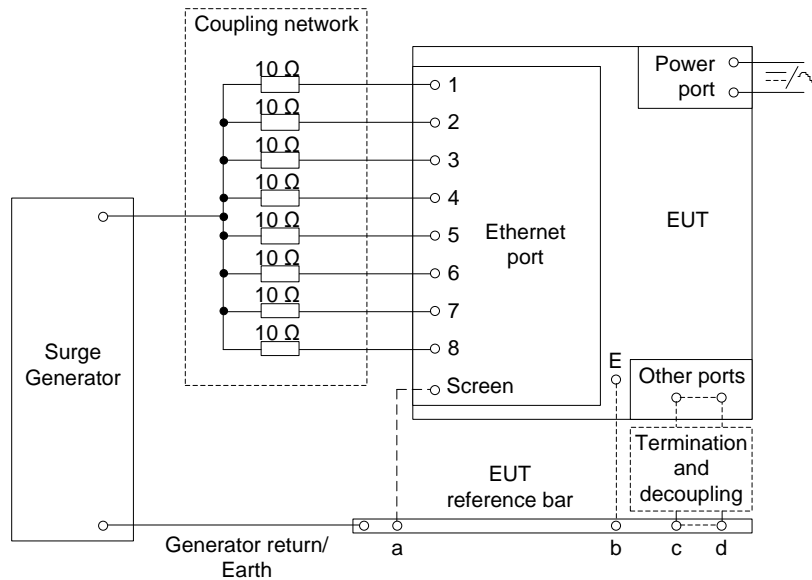 Coupling network
10 Ω
1
10 Ω
2
10 Ω
3
10 Ω
4
10 Ω
5
10 Ω
6
10 Ω
7
10 Ω
8
Screen
Ethernet
port
Power
port
EUT
Surge
Generator
E
Other ports
Termination
and
decoupling
EUT
reference bar
Generator return/
Earth
a
b
c
d